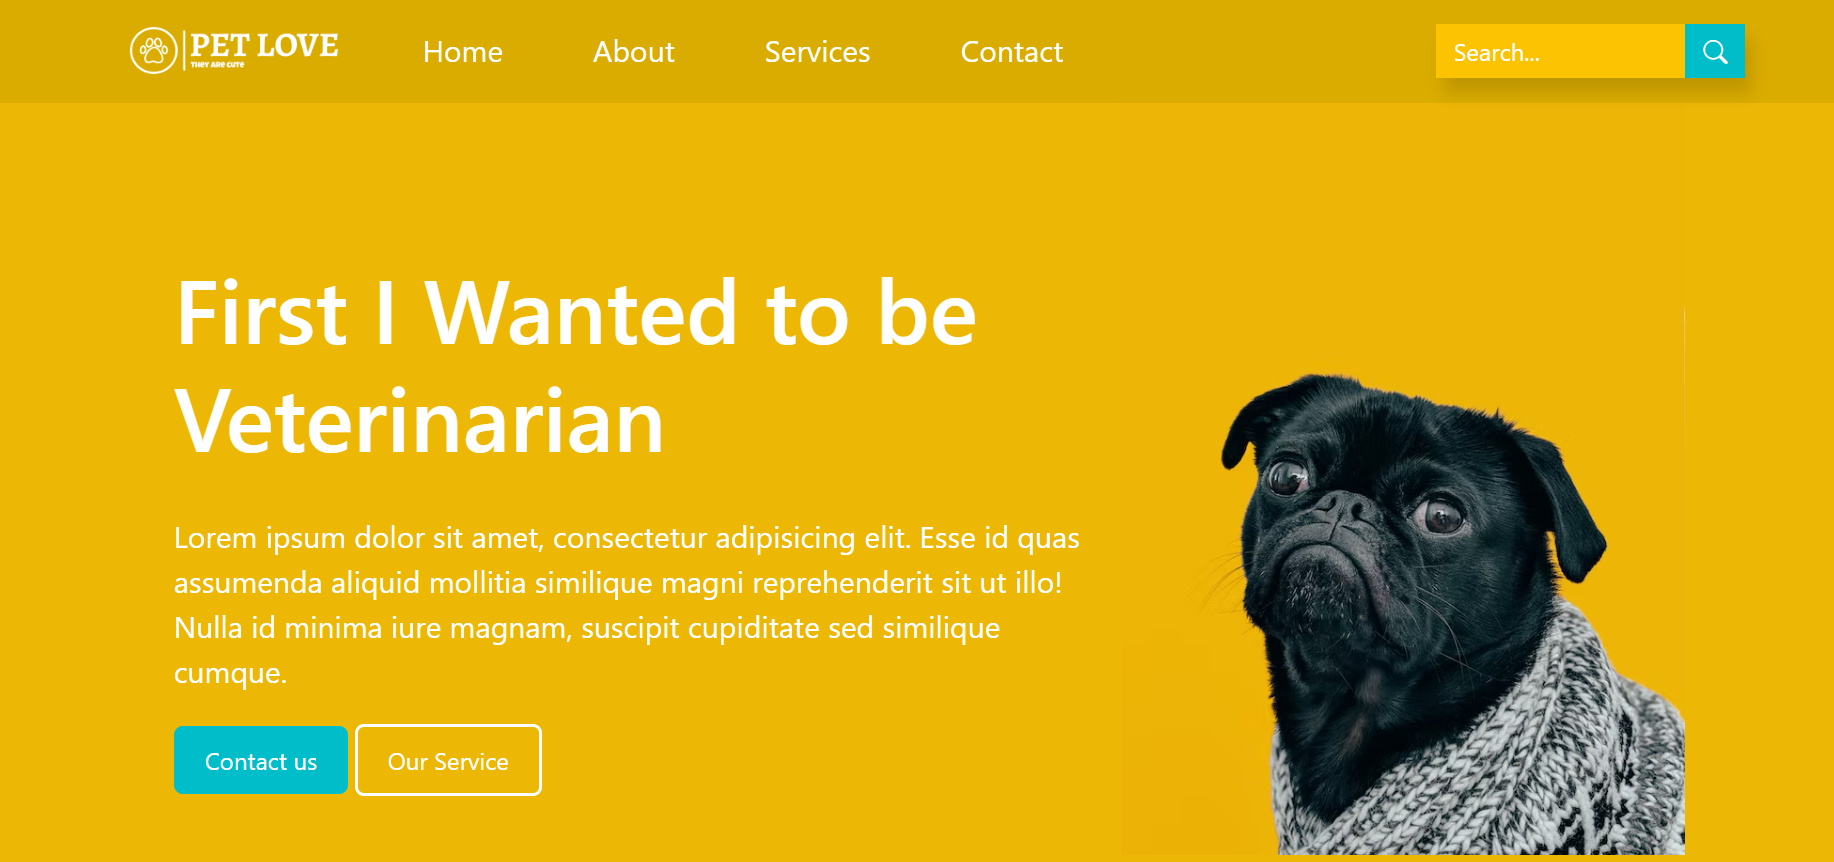 PET LOVE
THEY ARE CUTE
Home About Services Contact
Search...
First I Wanted to be
Veterinarian
Lorem ipsum dolor sit amet, consectetur adipisicing elit. Esse id quas
assumenda aliquid mollitia similique magni reprehenderit sit ut illo!
Nulla id minima iure magnam, suscipit cupiditate sed similique
cumque.
Contact us Our Service